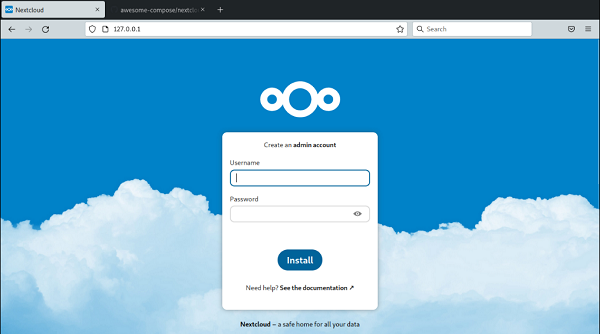 Nextcloud
awesome-compose/nextclou
127.0.0.1
Search
Create an admin account
Username
Password
Install
Need help? See the documentation ↗
Nextcloud – a safe home for all your data